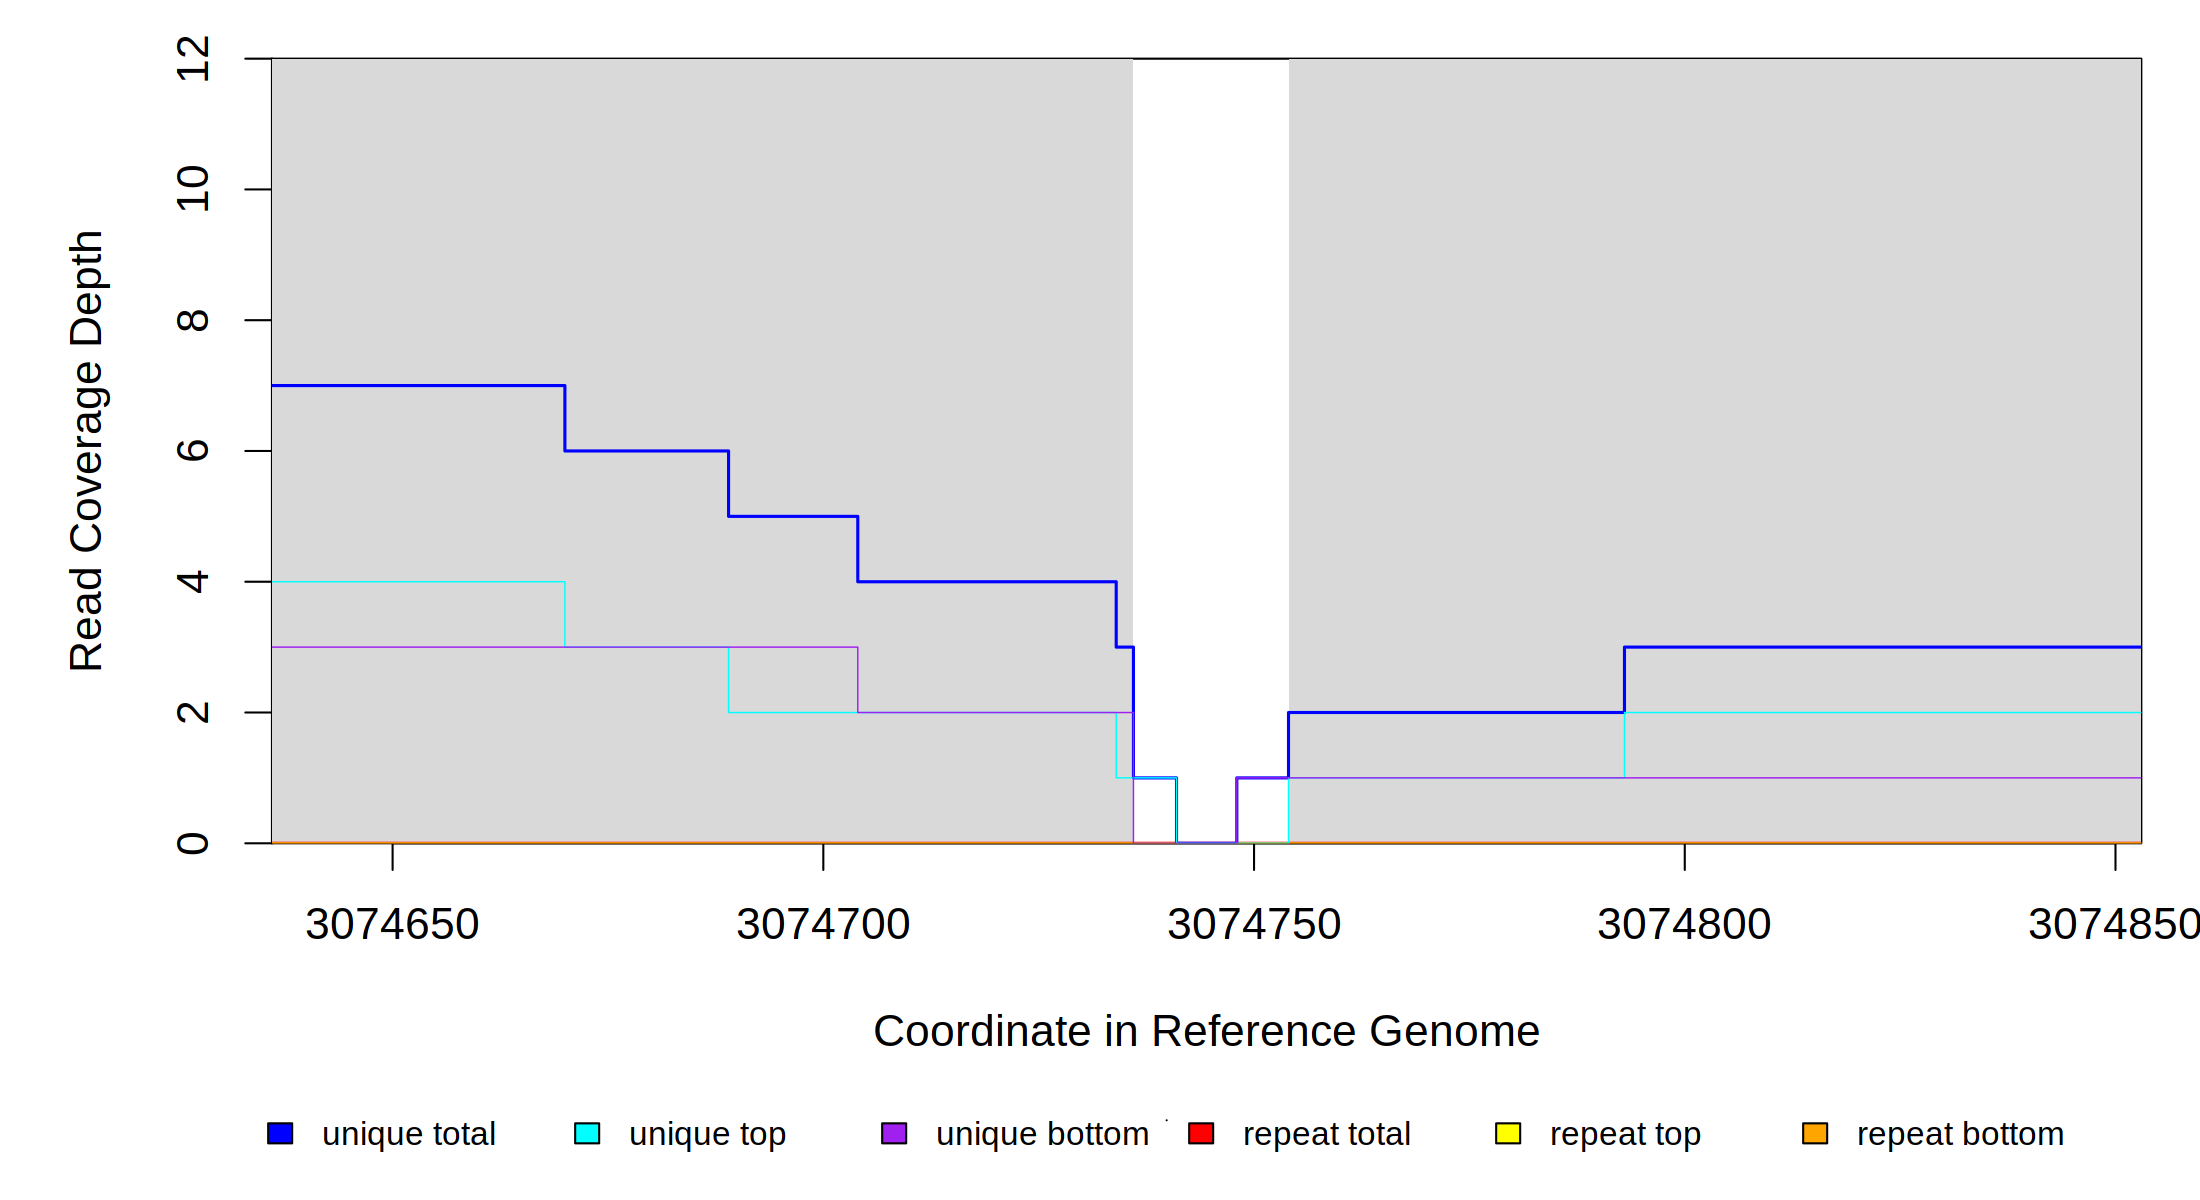 12
10
8
6
4
2
0
Read Coverage Depth
3074650 3074700 3074750 3074800 3074850
Coordinate in Reference Genome
unique total unique top unique bottom repeat total repeat top repeat bottom